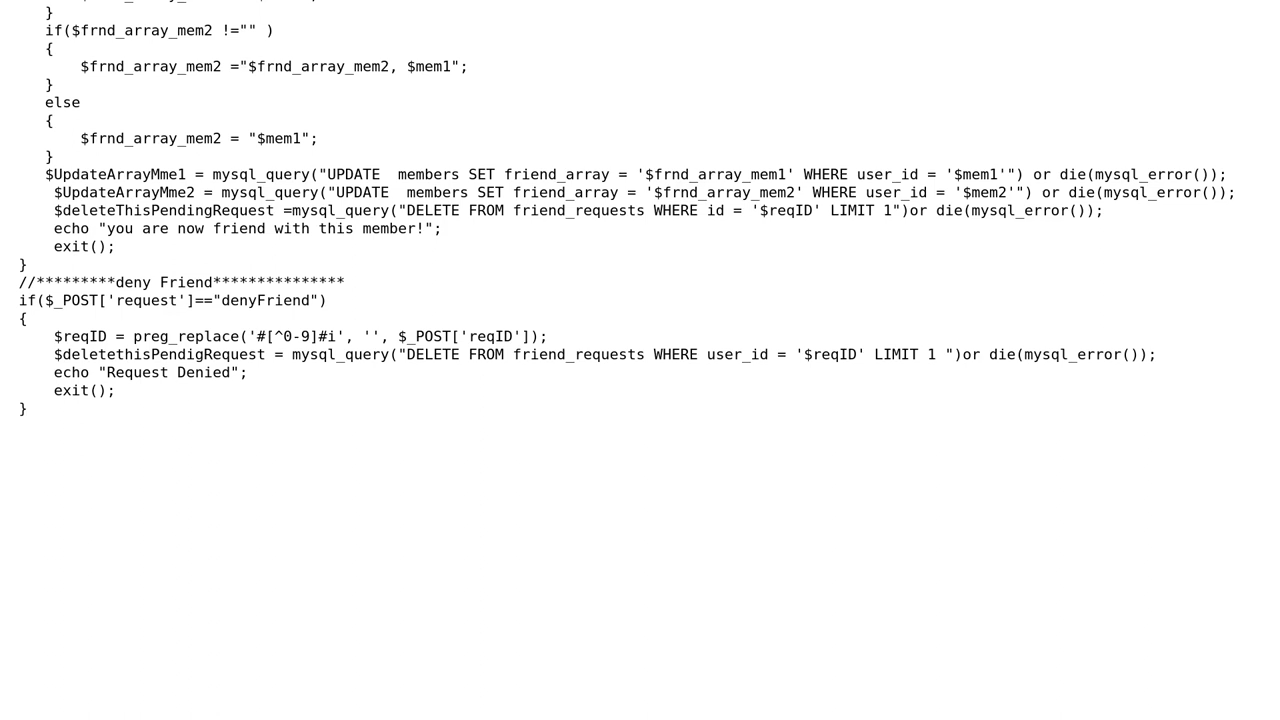 }
if($frnd_array_mem2 !="" )
{
$frnd_array_mem2 ="$frnd_array_mem2, $mem1";
}
else
{
$frnd_array_mem2 = "$mem1";
}
$UpdateArrayMme1 = mysql_query("UPDATE  members SET friend_array = '$frnd_array_mem1' WHERE user_id = '$mem1'") or die(mysql_error());
$UpdateArrayMme2 = mysql_query("UPDATE  members SET friend_array = '$frnd_array_mem2' WHERE user_id = '$mem2'") or die(mysql_error());
$deleteThisPendingRequest =mysql_query("DELETE FROM friend_requests WHERE id = '$reqID' LIMIT 1")or die(mysql_error());
echo "you are now friend with this member!";
exit();
}
//*********deny Friend***************
if($_POST['request']=="denyFriend")
{
$reqID = preg_replace('#[^0-9]#i', '', $_POST['reqID']);
$deletethisPendigRequest = mysql_query("DELETE FROM friend_requests WHERE user_id = '$reqID' LIMIT 1 ")or die(mysql_error());
echo "Request Denied";
exit();
}